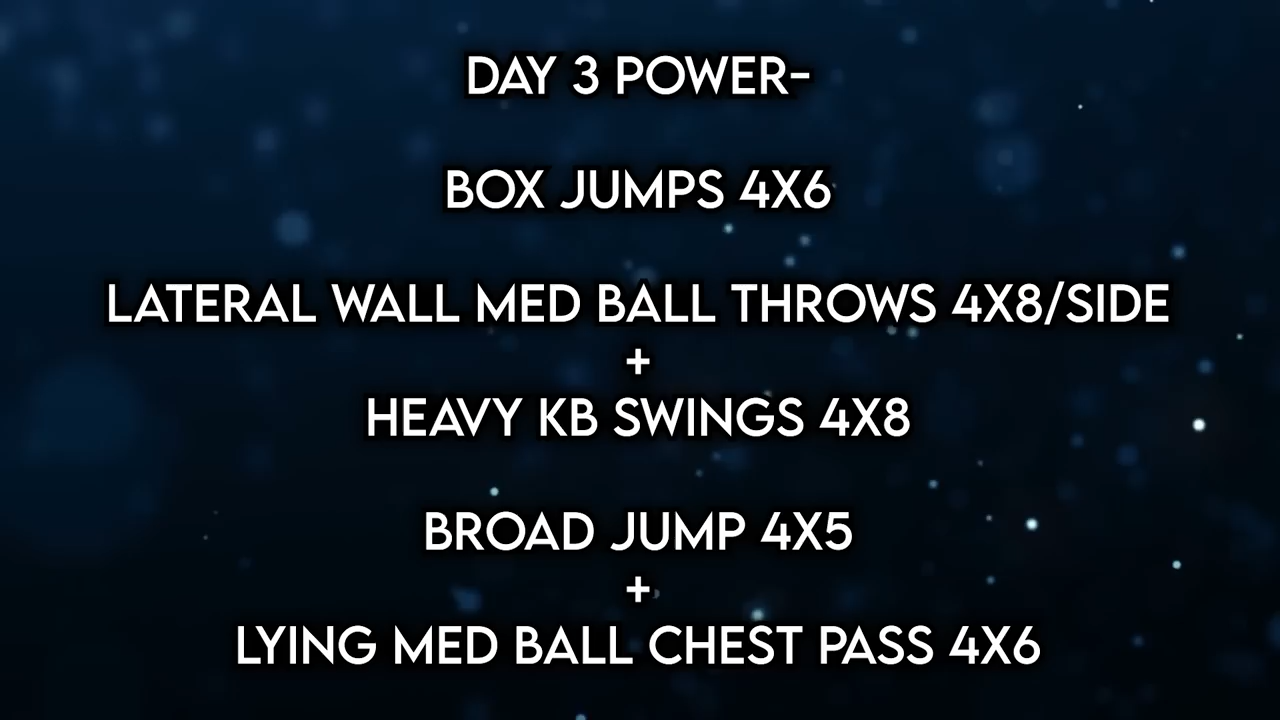 DAY 3 POWER-
BOX JUMPS 4X6
LATERAL WALL MED BALL THROWS 4X8/SIDE
+
HEAVY KB SWINGS 4X8
BROAD JUMP 4X5
+
LYING MED BALL CHEST PASS 4X6